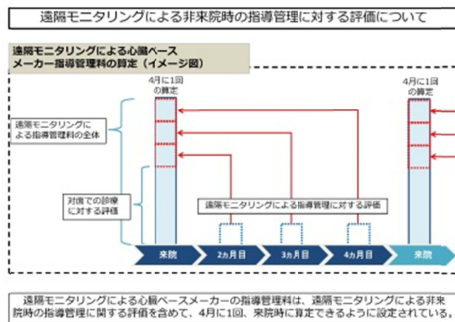 遠隔モニタリングによる非来院時の指導管理に対する評価について
遠隔モニタリングによる心臓ペース
メーカー指導管理料の算定（イメージ図）
4月に1回
の算定
4月に1回
の算定
遠隔モニタリングに
よる指導管理料の全体
対面での診療
に対する評価
遠隔モニタリングによる指導管理に対する評価
来院
2ヵ月目
3ヵ月目
4ヵ月目
来院
遠隔モニタリングによる心臓ペースメーカーの指導管理料は、遠隔モニタリングによる非来
院時の指導管理に関する評価を含めて、4月に1回、来院時に算定できるように設定されている。